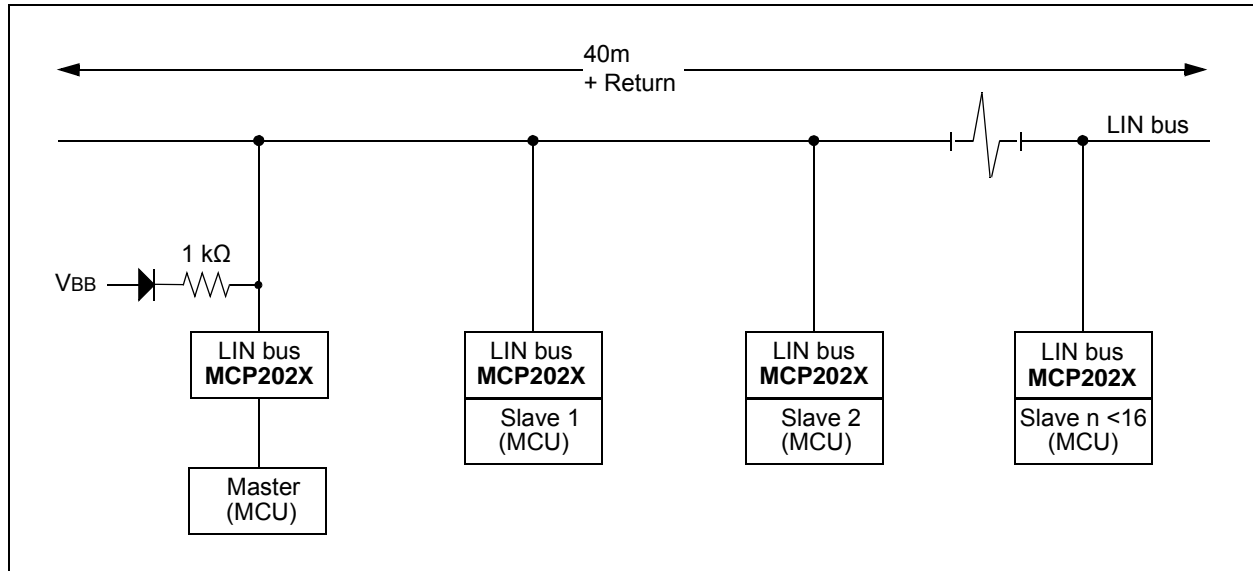 40m
+ Return
LIN bus
1 kΩ
VBB
LIN bus
MCP202X
Master
(MCU)
LIN bus
MCP202X
Slave 1
(MCU)
LIN bus
MCP202X
Slave 2
(MCU)
LIN bus
MCP202X
Slave n <16
(MCU)